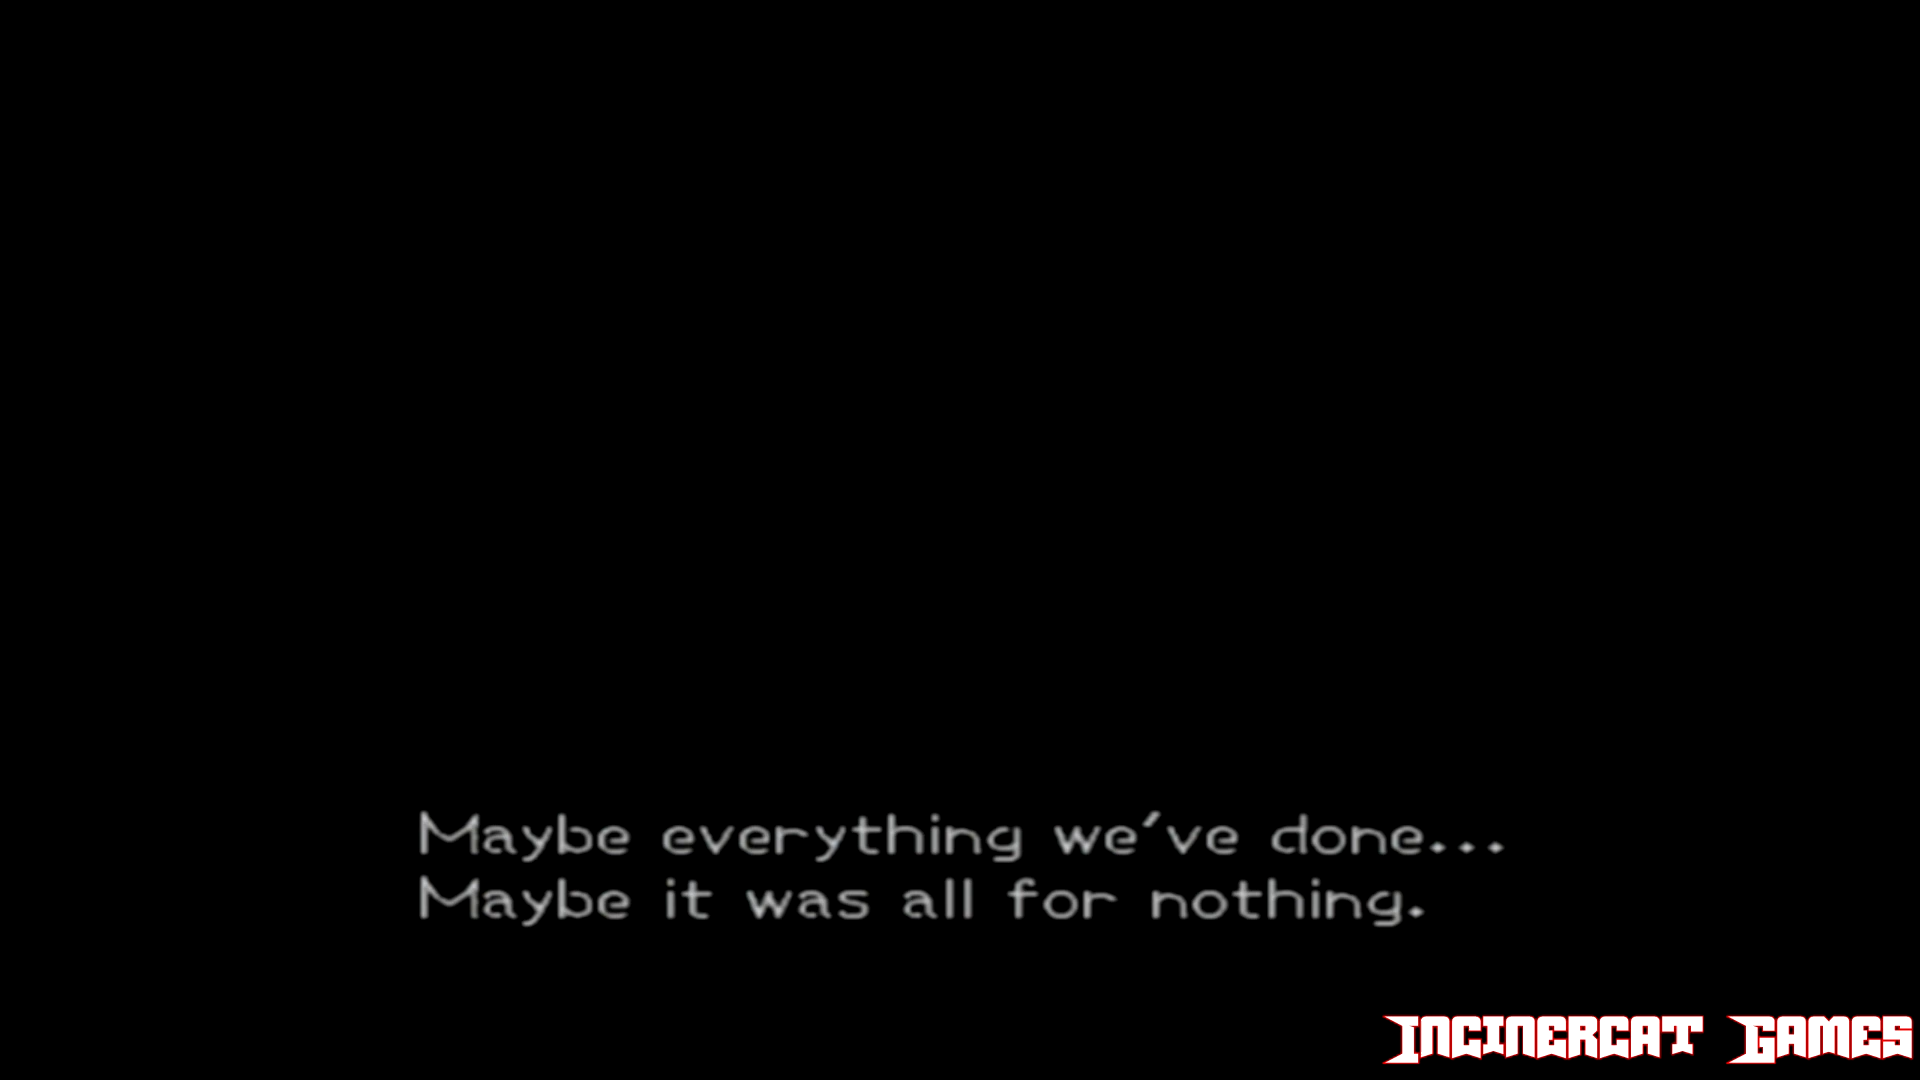 Maybe everything we've done...
Maybe it was all for nothing.
Incinercat Games